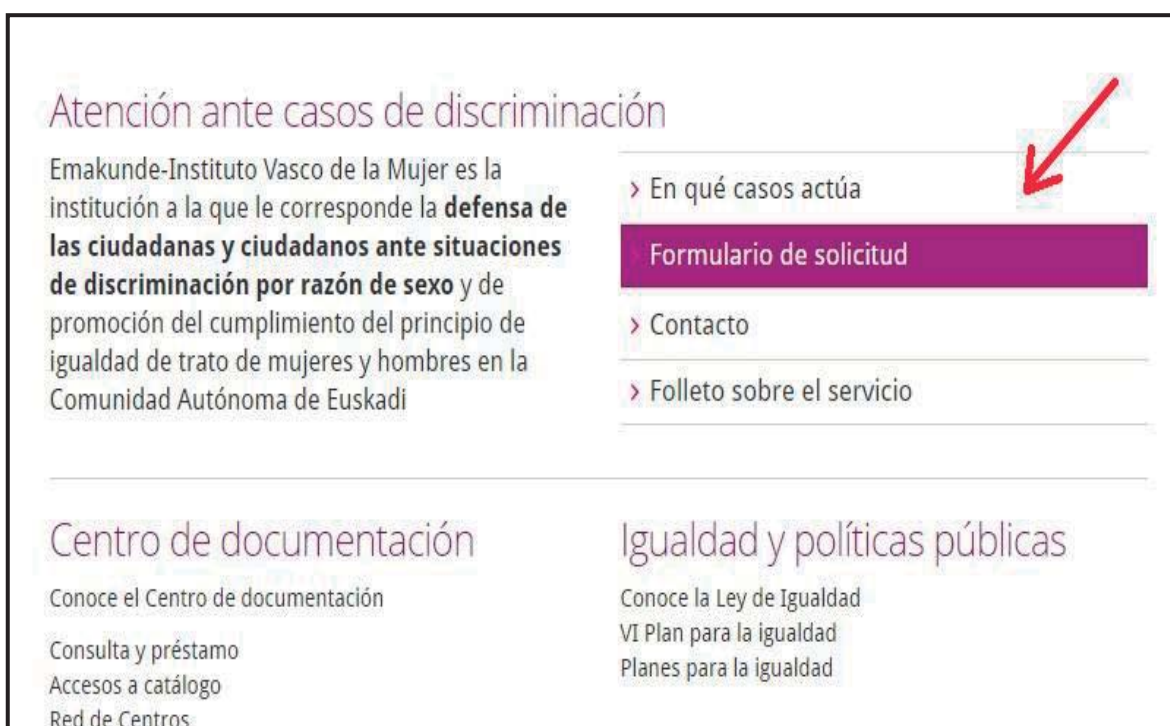 Atención ante casos de discriminación
Emakunde-Instituto Vasco de la Mujer es la
institución a la que le corresponde la defensa de
las ciudadanas y ciudadanos ante situaciones
de discriminación por razón de sexo y de
promoción del cumplimiento del principio de
igualdad de trato de mujeres y hombres en la
Comunidad Autónoma de Euskadi
› En qué casos actúa
Formulario de solicitud
› Contacto
› Folleto sobre el servicio
Centro de documentación
Conoce el Centro de documentación
Consulta y préstamo
Accesos a catálogo
Red de Centros
Igualdad y políticas públicas
Conoce la Ley de Igualdad
VI Plan para la igualdad
Planes para la igualdad